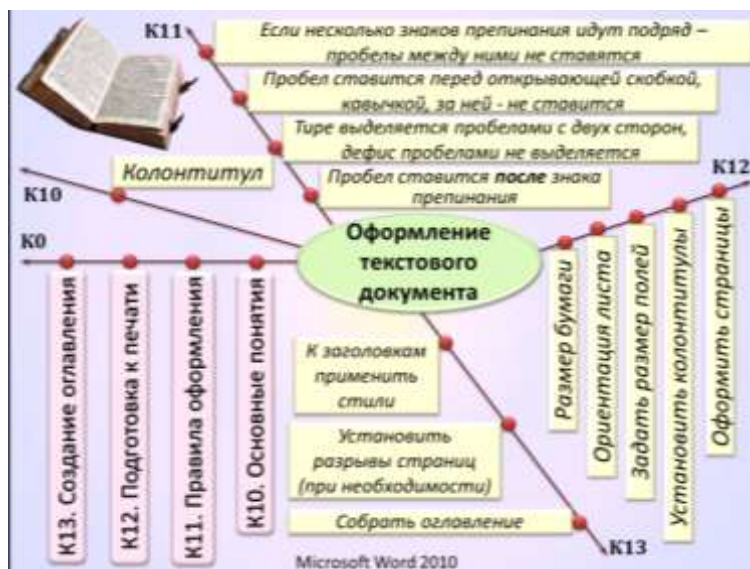 К11
Если несколько знаков препинания идут подряд –
пробелы между ними не ставятся
Пробел ставится перед открывающей скобкой,
кавычкой, за ней - не ставится
Тире выделяется пробелами с двух сторон,
дефис пробелами не выделяется
Пробел ставится после знака
препинания
К10
Колонтитул
К12
Размер бумаги
Ориентация листа
Задать размер полей
Установить колонтитулы
Оформить страницы
К0
К13. Создание оглавления
К12. Подготовка к печати
К11. Правила оформления
К10. Основные понятия
Оформление
текстового
документа
К заголовкам
применить
стили
Установить
разрывы страниц
(при необходимости)
Собрать оглавление
К13
Microsoft Word 2010